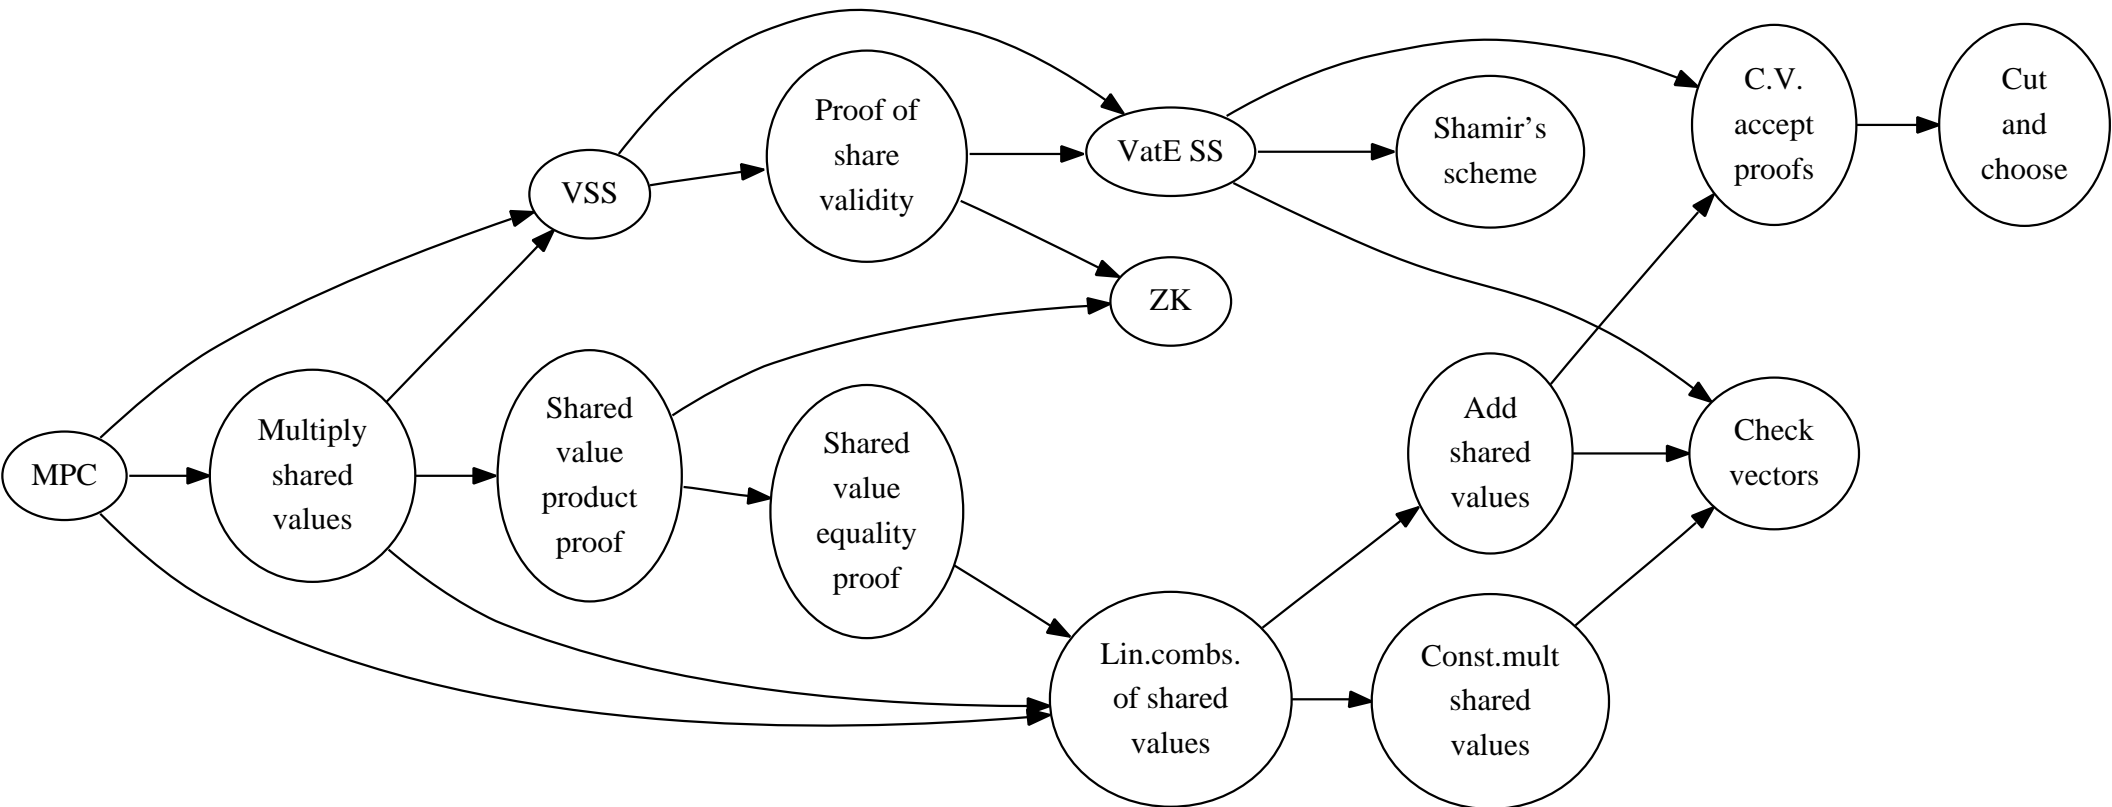 MPC
Multiply
shared
values
VSS
Shared
value
product
proof
Proof of
share
validity
Shared
value
equality
proof
VatE SS
ZK
Lin.combs.
of shared
values
Shamir’s
scheme
Add
shared
values
Const.mult
shared
values
C.V.
accept
proofs
Check
vectors
Cut
and
choose